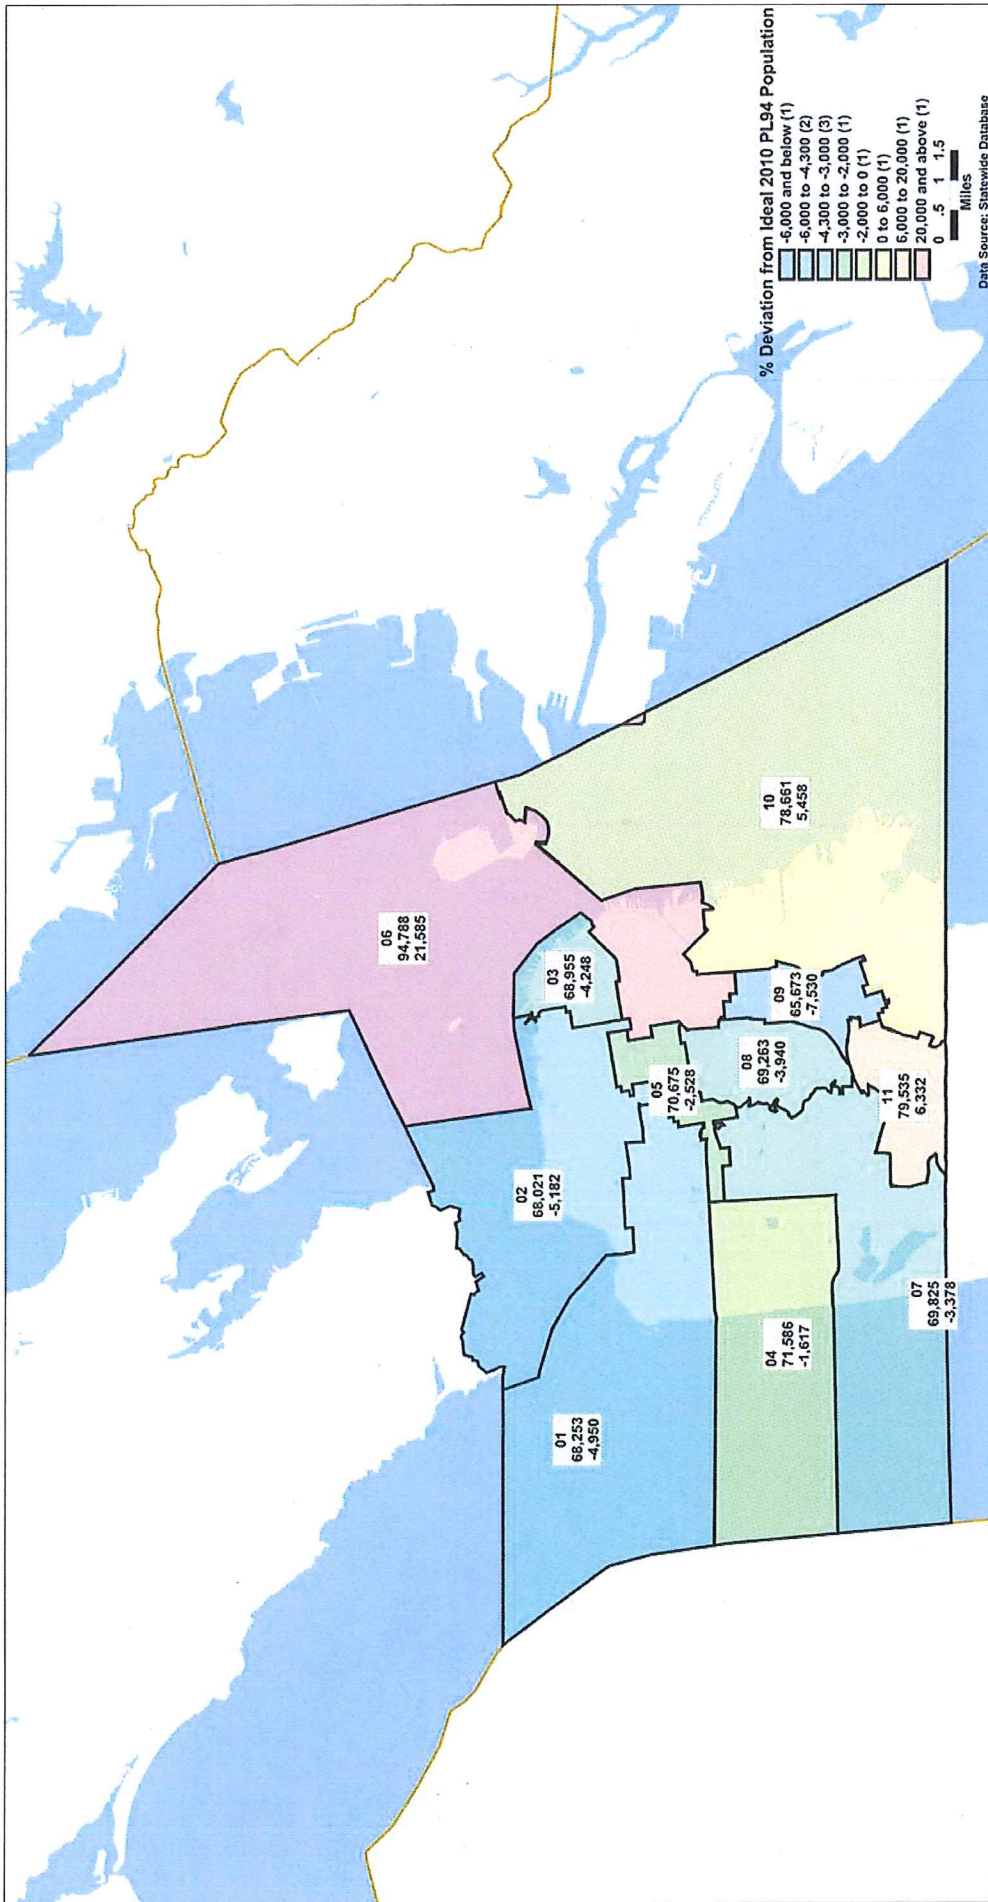 06
94,788
21,585
03
68,955
-4,248
02
68,021
-5,182
01
68,253
-4,950
05
70,675
-2,528
10
78,661
5,458
09
65,673
-7,530
08
69,263
-3,940
04
71,586
-1,617
11
79,535
6,332
07
69,825
-3,378
% Deviation from Ideal 2010 PL94 Population
-6,000 and below (1)
-6,000 to -4,300 (2)
-4,300 to -3,000 (3)
-3,000 to -2,000 (1)
-2,000 to 0 (1)
0 to 6,000 (1)
6,000 to 20,000 (1)
20,000 and above (1)
0 .5 1 1.5
Miles
Data Source: Statewide Database